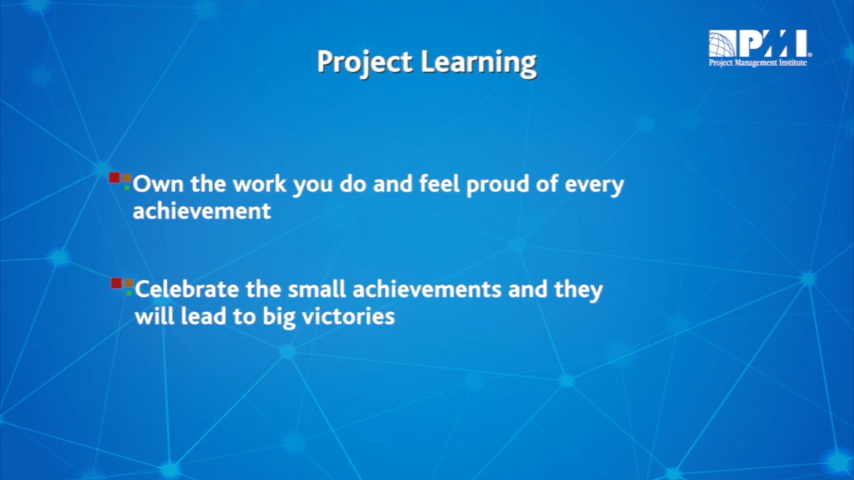 Project Learning
PMI®
Project Management Institute
Own the work you do and feel proud of every
achievement
Celebrate the small achievements and they
will lead to big victories